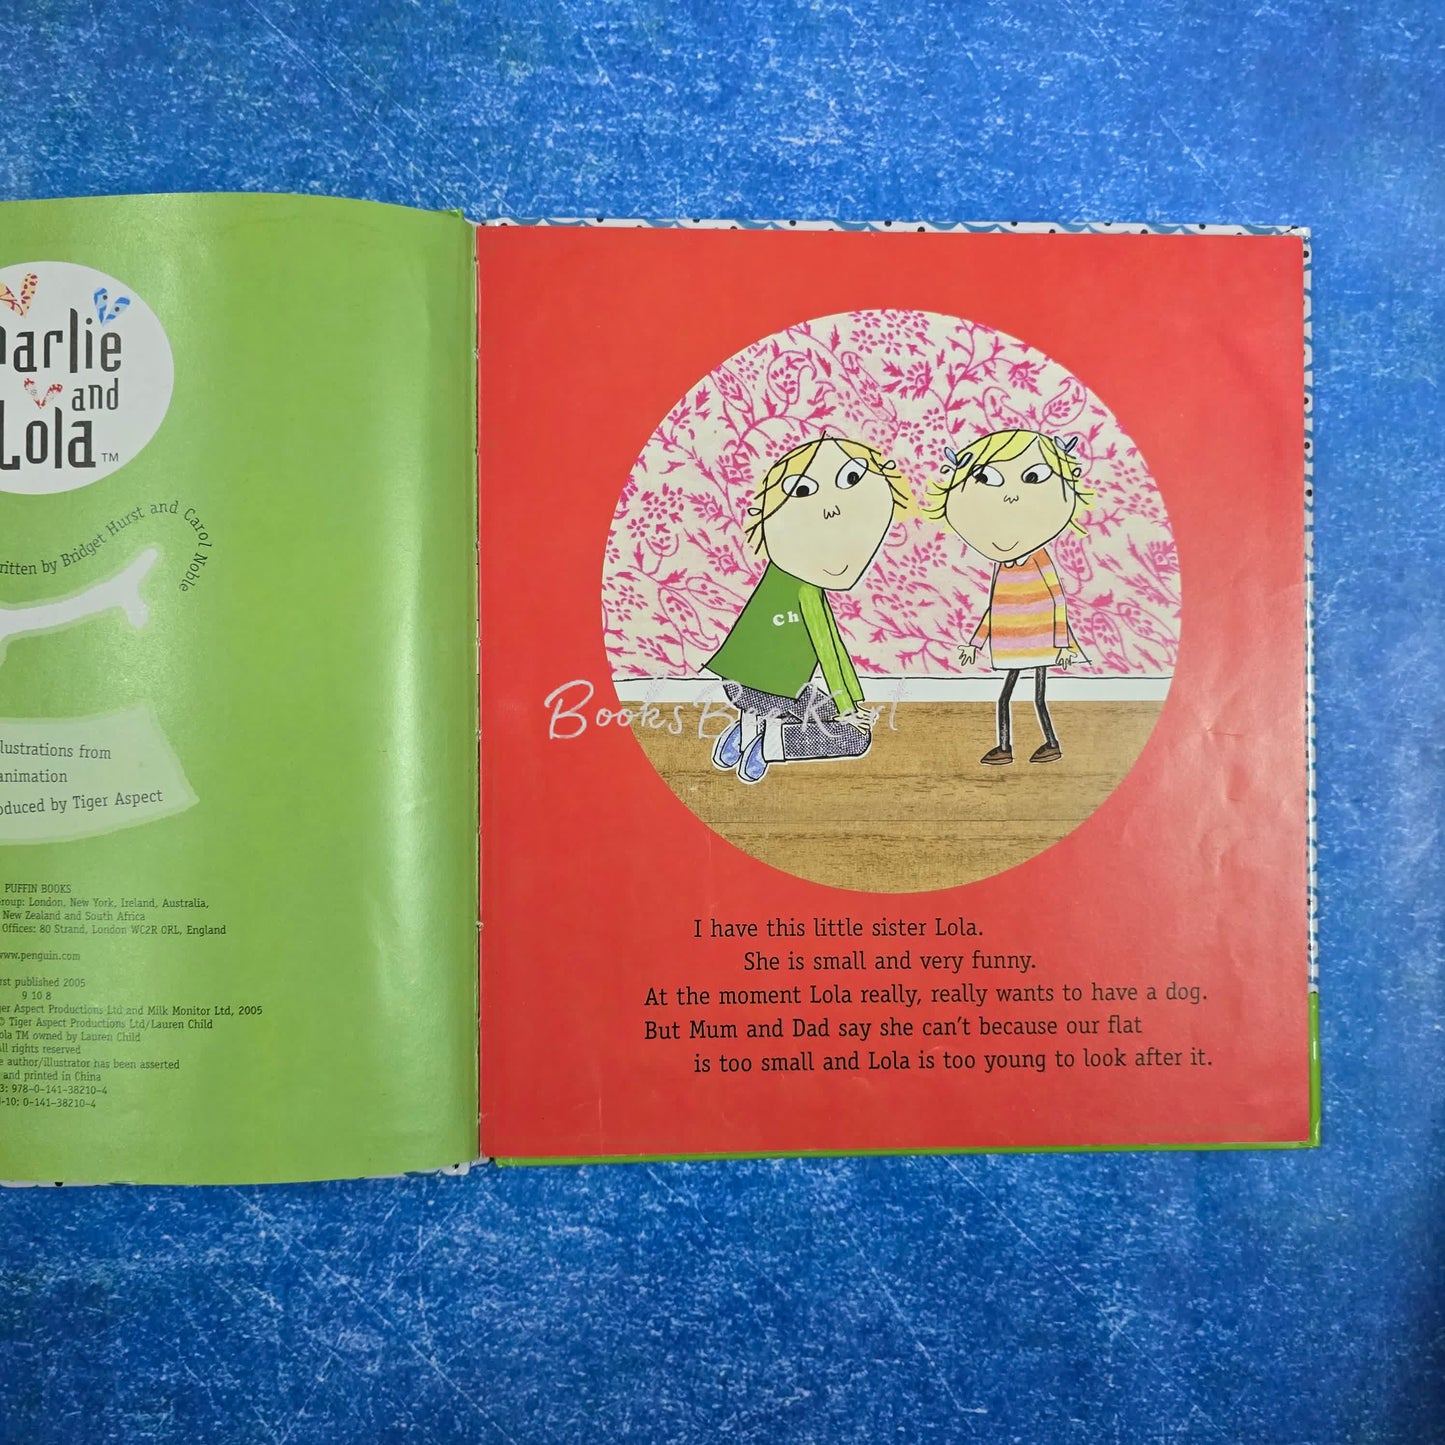 arlie
and
Lola™
ritten by Bridget Hurst and Carol Noble
llustrations from
animation
oduced by Tiger Aspect
PUFFIN BOOKS
roup: London, New York, Ireland, Australia,
New Zealand and South Africa
Offices: 80 Strand, London WC2R ORL, England
www.penguin.com
rst published 2005
9 10 8
ger Aspect Productions Ltd and Milk Monitor Ltd, 2005
© Tiger Aspect Productions Ltd/Lauren Child
ola TM owned by Lauren Child
All rights reserved
e author/illustrator has been asserted
and printed in China
3: 978-0-141-38210-4
-10: 0-141-38210-4
ch
BooksBeeKart
I have this little sister Lola.
She is small and very funny.
At the moment Lola really, really wants to have a dog.
But Mum and Dad say she can't because our flat
is too small and Lola is too young to look after it.